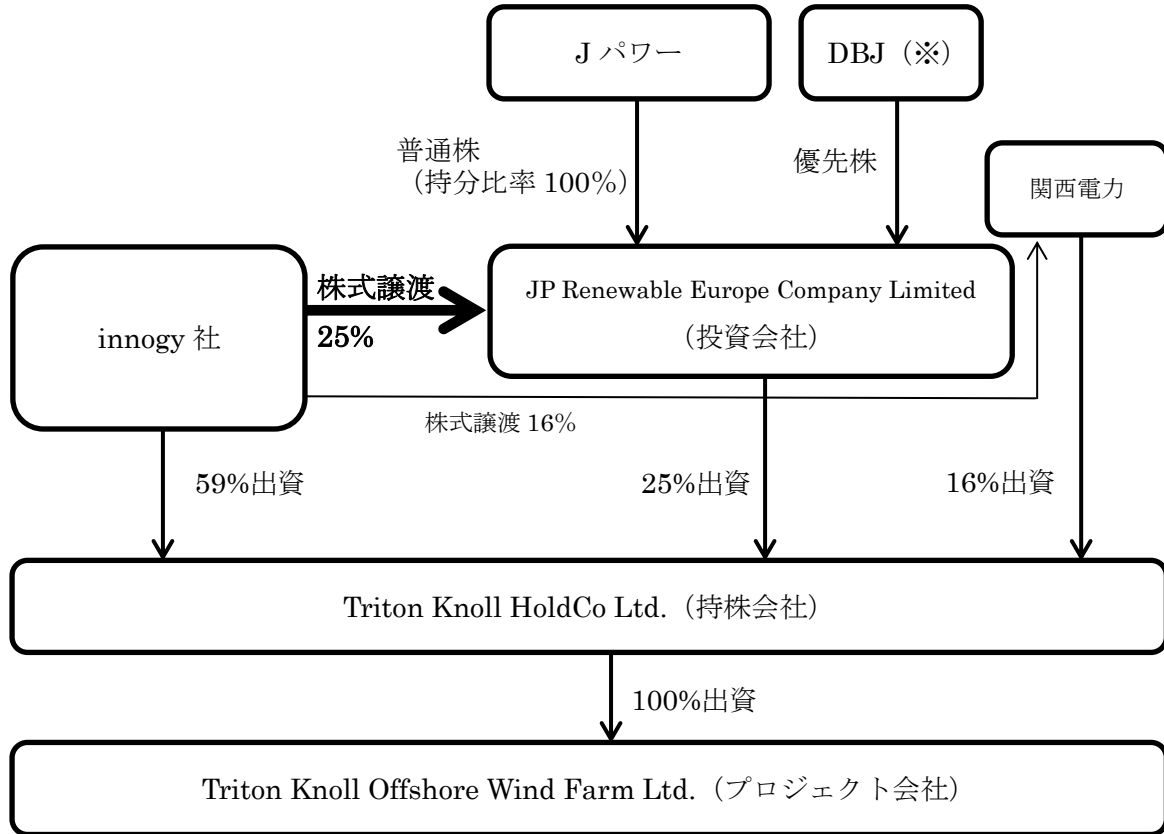 J パワー
DBJ（※）
普通株
（持分比率 100%）
優先株
関西電力
innogy 社
株式譲渡
25%
JP Renewable Europe Company Limited
（投資会社）
株式譲渡 16%
59%出資
25%出資
16%出資
Triton Knoll HoldCo Ltd.（持株会社）
100%出資
Triton Knoll Offshore Wind Farm Ltd.（プロジェクト会社）